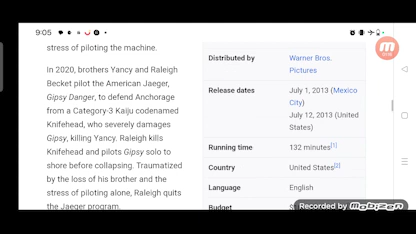 9:05
stress of piloting the machine.
In 2020, brothers Yancy and Raleigh
Becket pilot the American Jaeger,
Gipsy Danger, to defend Anchorage
from a Category-3 Kaiju codenamed
Knifehead, who severely damages
Gipsy, killing Yancy. Raleigh kills
Knifehead and pilots Gipsy solo to
shore before collapsing. Traumatized
by the loss of his brother and the
stress of piloting alone, Raleigh quits
the Jaeger program.
Distributed by
Warner Bros.
Pictures
Release dates
July 1, 2013 (Mexico
City)
July 12, 2013 (United
States)
Running time
132 minutes[1]
Country
United States[2]
Language
English
Budget
Recorded by mobizen